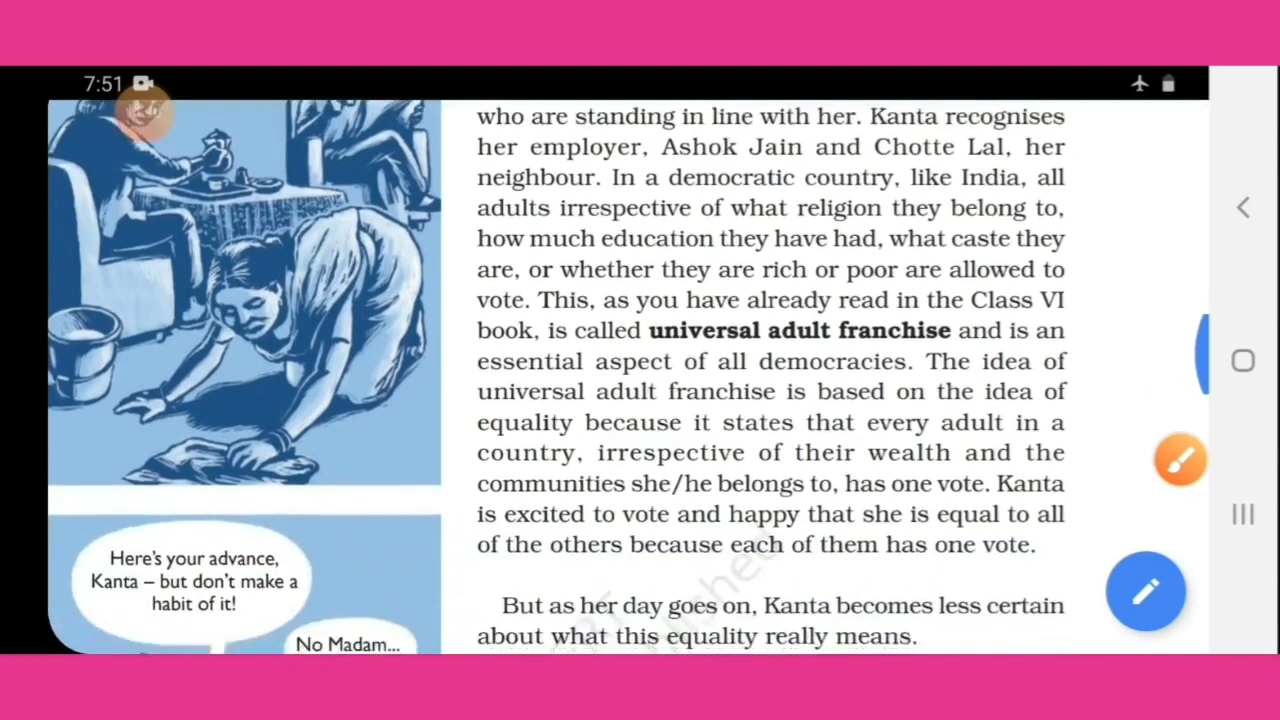 7:51
who are standing in line with her. Kanta recognises
her employer, Ashok Jain and Chotte Lal, her
neighbour. In a democratic country, like India, all
adults irrespective of what religion they belong to,
how much education they have had, what caste they
are, or whether they are rich or poor are allowed to
vote. This, as you have already read in the Class VI
book, is called universal adult franchise and is an
essential aspect of all democracies. The idea of
universal adult franchise is based on the idea of
equality because it states that every adult in a
country, irrespective of their wealth and the
communities she/he belongs to, has one vote. Kanta
is excited to vote and happy that she is equal to all
of the others because each of them has one vote.
But as her day goes on, Kanta becomes less certain
about what this equality really means.
Here's your advance,
Kanta – but don't make a
habit of it!
No Madam...